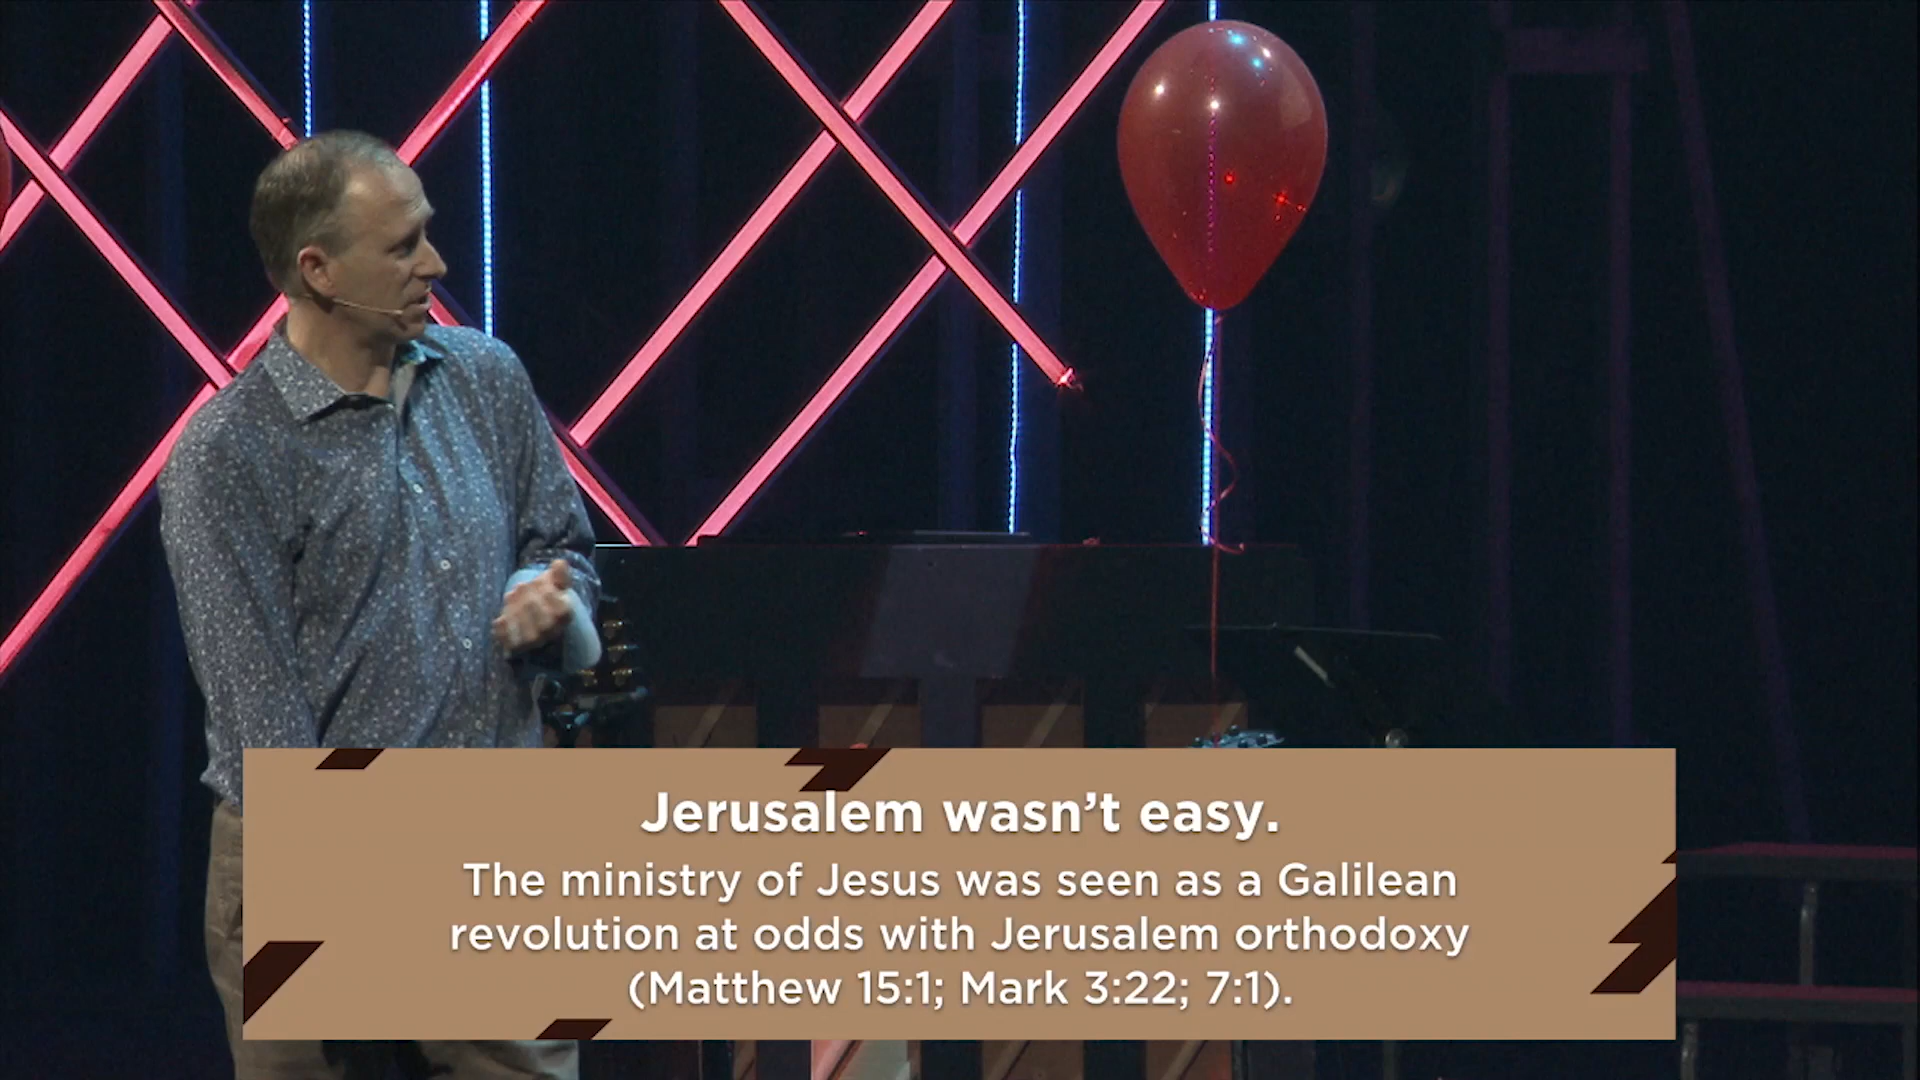 Jerusalem wasn’t easy.
The ministry of Jesus was seen as a Galilean
revolution at odds with Jerusalem orthodoxy
(Matthew 15:1; Mark 3:22; 7:1).